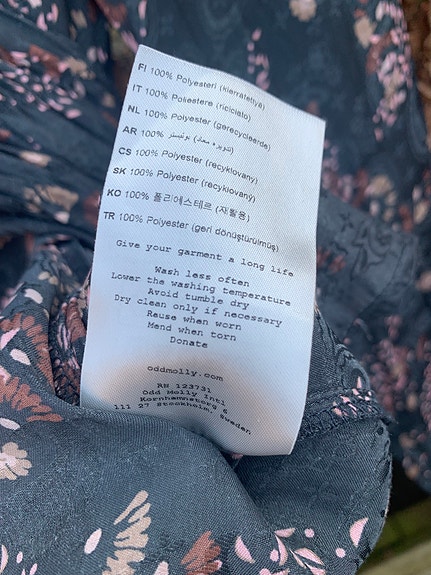 FI 100% Polyesteri (kierrätettyä)
IT 100% Poliestere (riciclato)
NL 100% Polyester (gerecycleerde)
AR 100% بوليستر (تدويره معاد)
CS 100% Polyester (recyklovaný)
SK 100% Polyester (recyklovaný)
KO 100% 폴리에스테르 (재활용)
TR 100% Polyester (geri dönüştürülmüş)
Give your garment a long life
Wash less often
Lower the washing temperature
Avoid tumble dry
Dry clean only if necessary
Reuse when worn
Mend when torn
Donate
oddmolly.com
RN 123731
Odd Molly Intl
Kornhamnstorg 6
111 27 Stockholm, Sweden